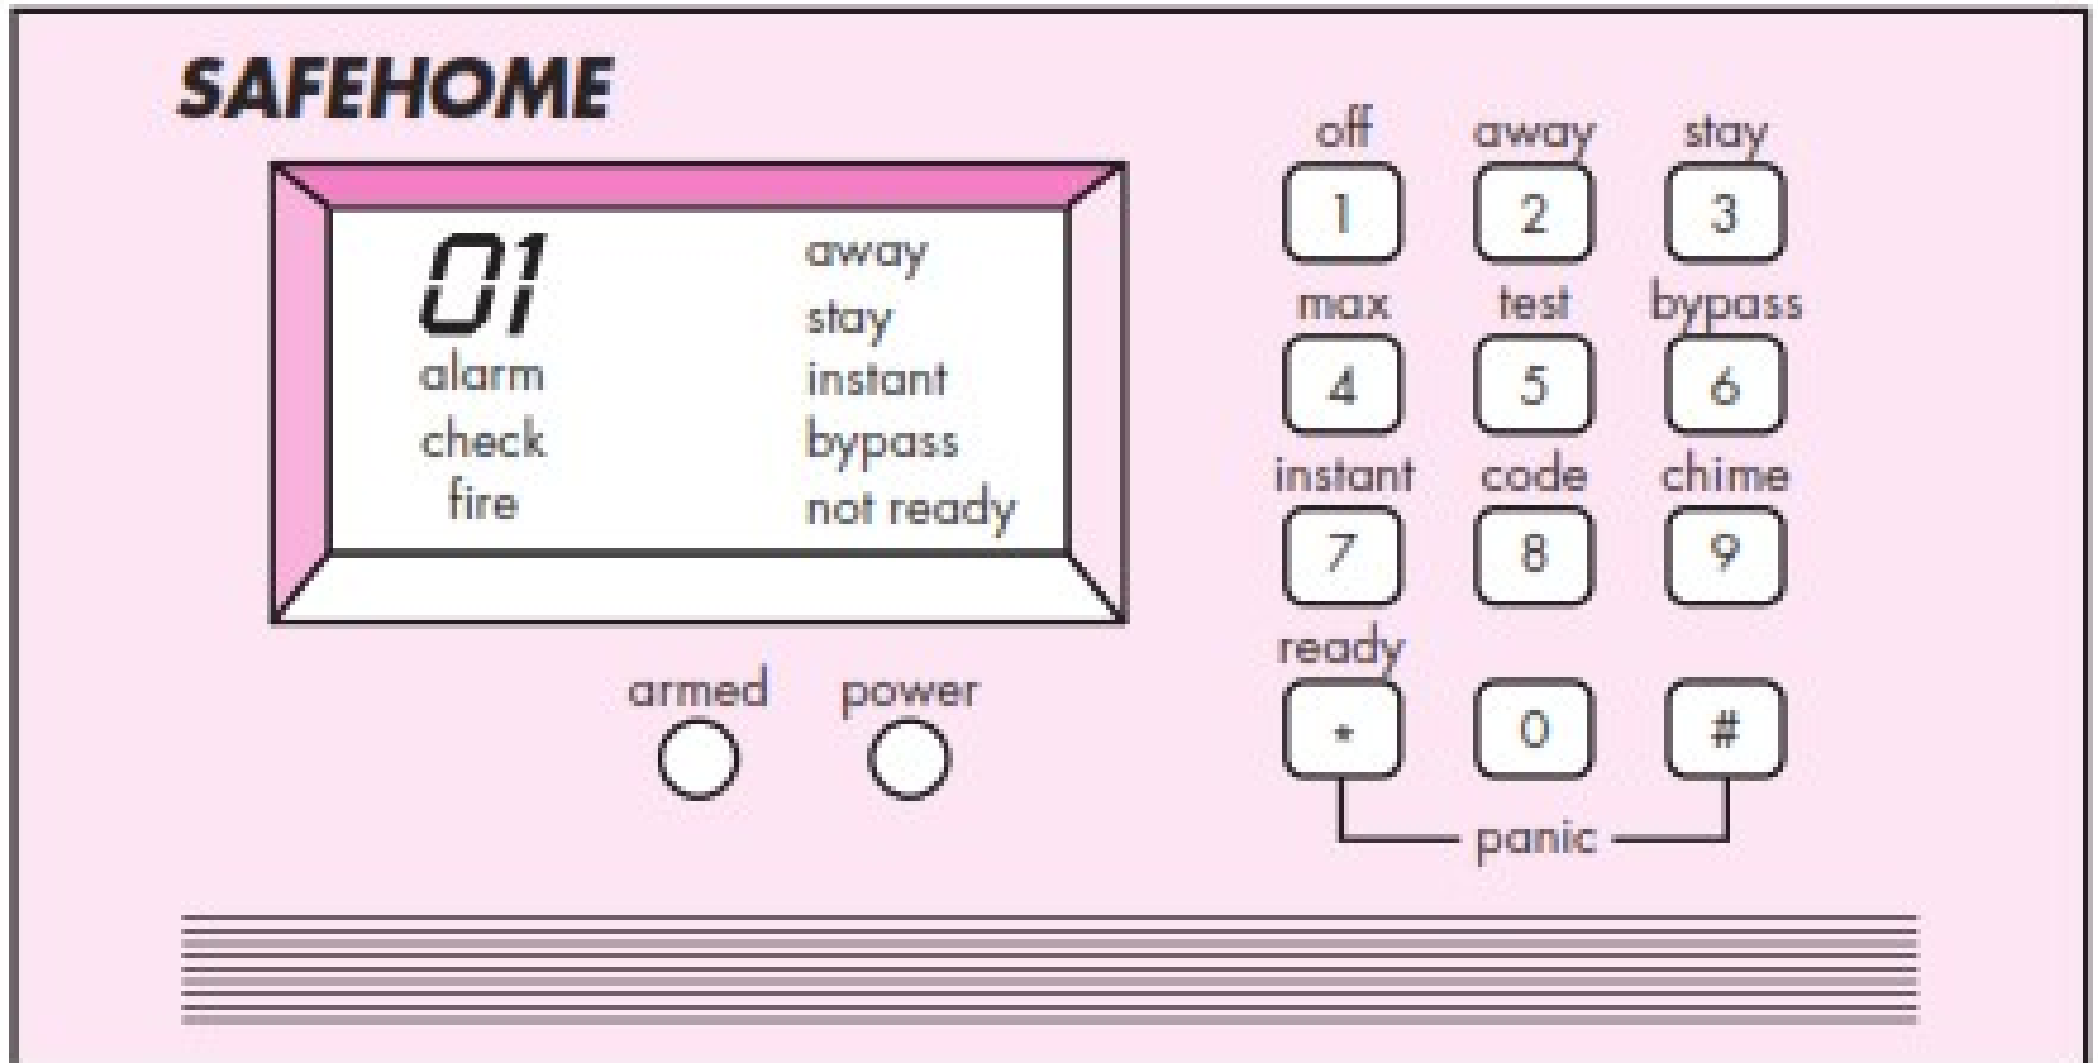 SAFEHOME
01
alarm
check
fire
away
stay
instant
bypass
not ready
armed power
off away stay
1 2 3
max test bypass
4 5 6
instant code chime
7 8 9
ready
* 0 #
panic